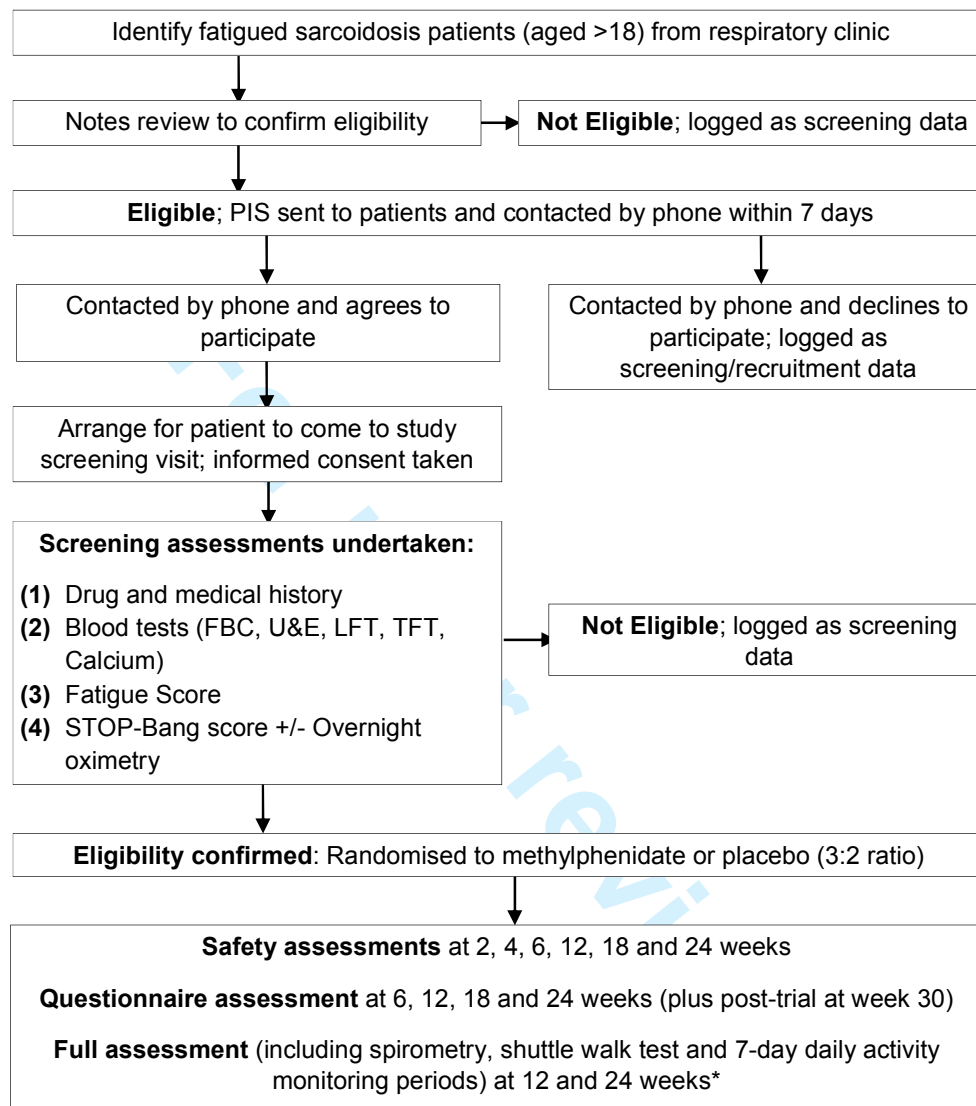 Identify fatigued sarcoidosis patients (aged >18) from respiratory clinic
Notes review to confirm eligibility
Not Eligible; logged as screening data
Eligible; PIS sent to patients and contacted by phone within 7 days
Contacted by phone and agrees to
participate
Contacted by phone and declines to
participate; logged as
screening/recruitment data
Arrange for patient to come to study
screening visit; informed consent taken
Screening assessments undertaken:
(1) Drug and medical history
(2) Blood tests (FBC, U&E, LFT, TFT,
Calcium)
(3) Fatigue Score
(4) STOP-Bang score +/- Overnight
oximetry
Not Eligible; logged as screening
data
Eligibility confirmed: Randomised to methylphenidate or placebo (3:2 ratio)
Safety assessments at 2, 4, 6, 12, 18 and 24 weeks
Questionnaire assessment at 6, 12, 18 and 24 weeks (plus post-trial at week 30)
Full assessment (including spirometry, shuttle walk test and 7-day daily activity
monitoring periods) at 12 and 24 weeks*